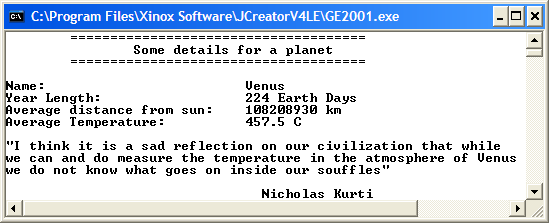 C:\Program Files\Xinox Software\JCreatorV4LE\GE2001.exe
=====================================
Some details for a planet
=====================================
Name: Venus
Year Length: 224 Earth Days
Average distance from sun: 108208930 km
Average Temperature: 457.5 C
"I think it is a sad reflection on our civilization that while
we can and do measure the temperature in the atmosphere of Venus
we do not know what goes on inside our souffles"
Nicholas Kurti